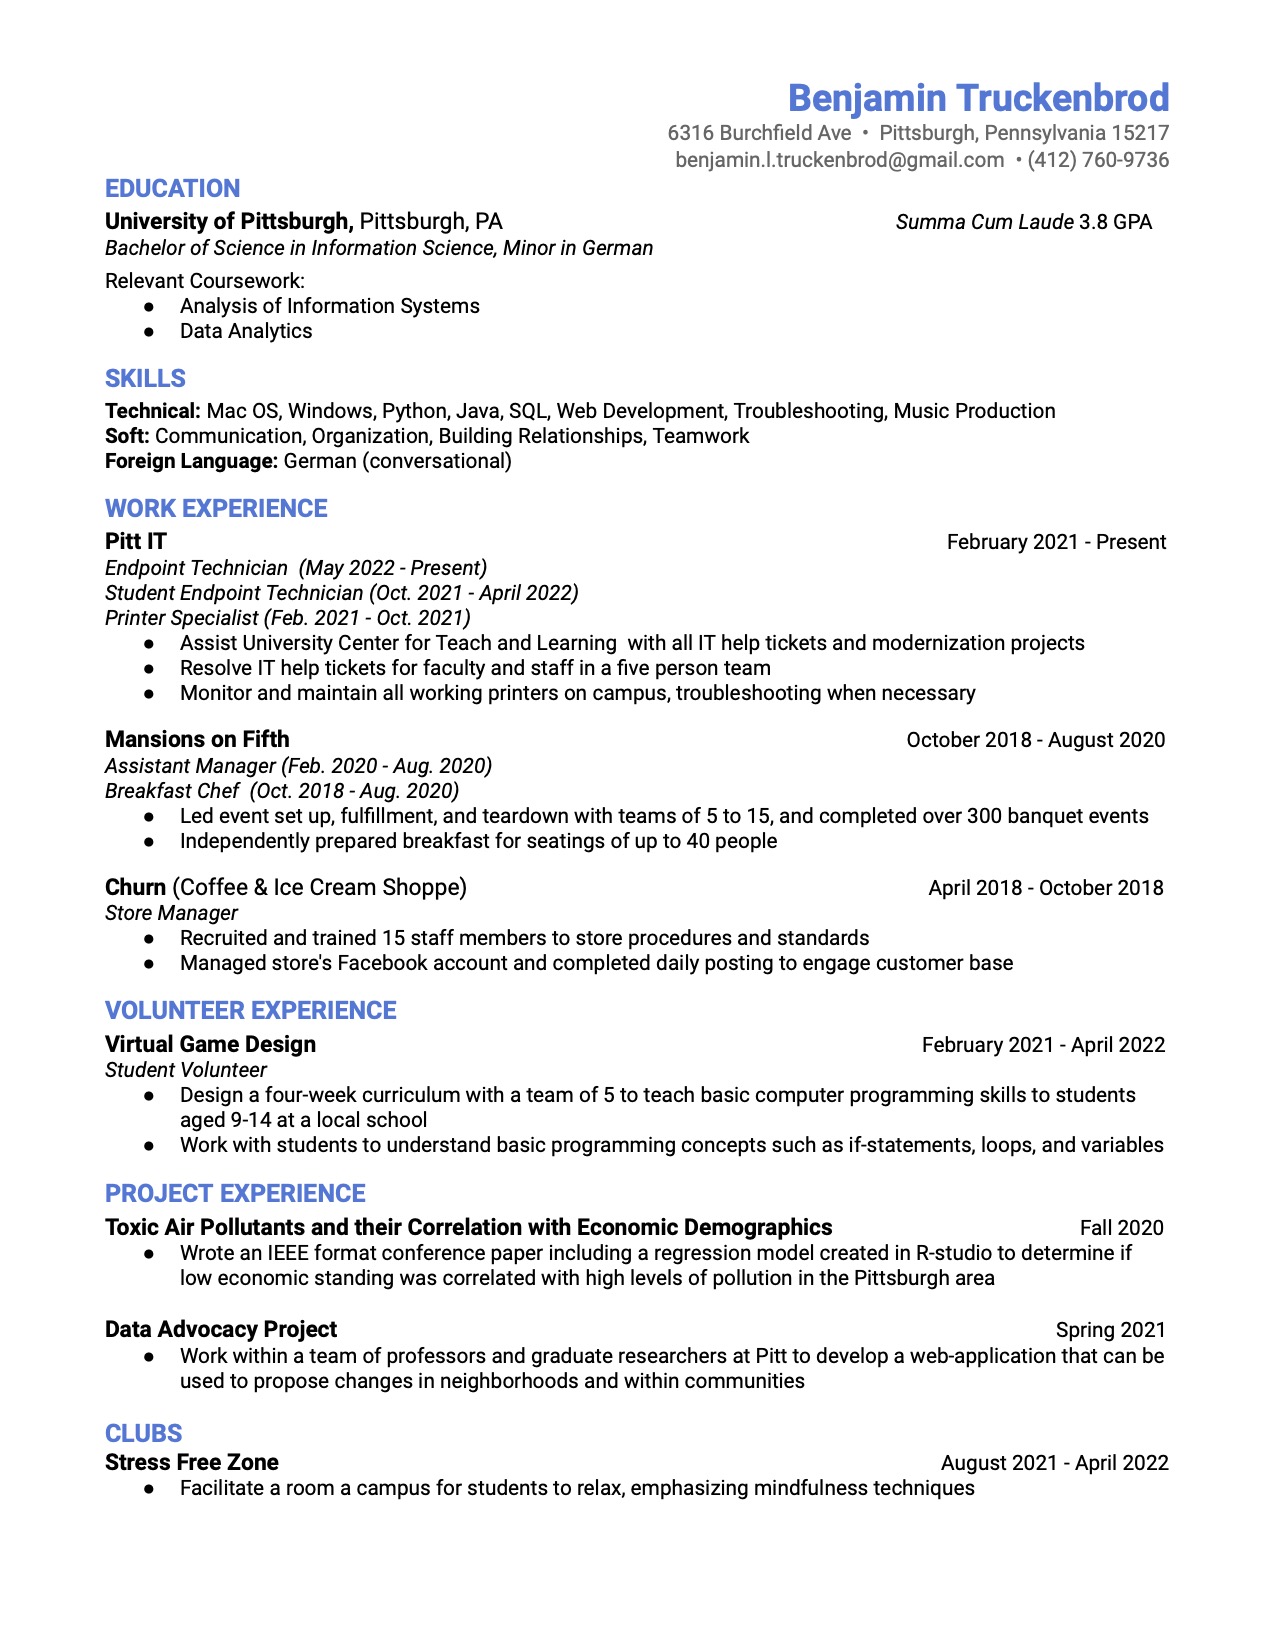 Benjamin Truckenbrod
6316 Burchfield Ave • Pittsburgh, Pennsylvania 15217
benjamin.l.truckenbrod@gmail.com • (412) 760-9736
EDUCATION
University of Pittsburgh, Pittsburgh, PA Summa Cum Laude 3.8 GPA
Bachelor of Science in Information Science, Minor in German
Relevant Coursework:
● Analysis of Information Systems
● Data Analytics
SKILLS
Technical: Mac OS, Windows, Python, Java, SQL, Web Development, Troubleshooting, Music Production
Soft: Communication, Organization, Building Relationships, Teamwork
Foreign Language: German (conversational)
WORK EXPERIENCE
Pitt IT February 2021 - Present
Endpoint Technician (May 2022 - Present)
Student Endpoint Technician (Oct. 2021 - April 2022)
Printer Specialist (Feb. 2021 - Oct. 2021)
● Assist University Center for Teach and Learning with all IT help tickets and modernization projects
● Resolve IT help tickets for faculty and staff in a five person team
● Monitor and maintain all working printers on campus, troubleshooting when necessary
Mansions on Fifth October 2018 - August 2020
Assistant Manager (Feb. 2020 - Aug. 2020)
Breakfast Chef (Oct. 2018 - Aug. 2020)
● Led event set up, fulfillment, and teardown with teams of 5 to 15, and completed over 300 banquet events
● Independently prepared breakfast for seatings of up to 40 people
Churn (Coffee & Ice Cream Shoppe) April 2018 - October 2018
Store Manager
● Recruited and trained 15 staff members to store procedures and standards
● Managed store's Facebook account and completed daily posting to engage customer base
VOLUNTEER EXPERIENCE
Virtual Game Design February 2021 - April 2022
Student Volunteer
● Design a four-week curriculum with a team of 5 to teach basic computer programming skills to students
aged 9-14 at a local school
● Work with students to understand basic programming concepts such as if-statements, loops, and variables
PROJECT EXPERIENCE
Toxic Air Pollutants and their Correlation with Economic Demographics Fall 2020
● Wrote an IEEE format conference paper including a regression model created in R-studio to determine if
low economic standing was correlated with high levels of pollution in the Pittsburgh area
Data Advocacy Project Spring 2021
● Work within a team of professors and graduate researchers at Pitt to develop a web-application that can be
used to propose changes in neighborhoods and within communities
CLUBS
Stress Free Zone August 2021 - April 2022
● Facilitate a room a campus for students to relax, emphasizing mindfulness techniques